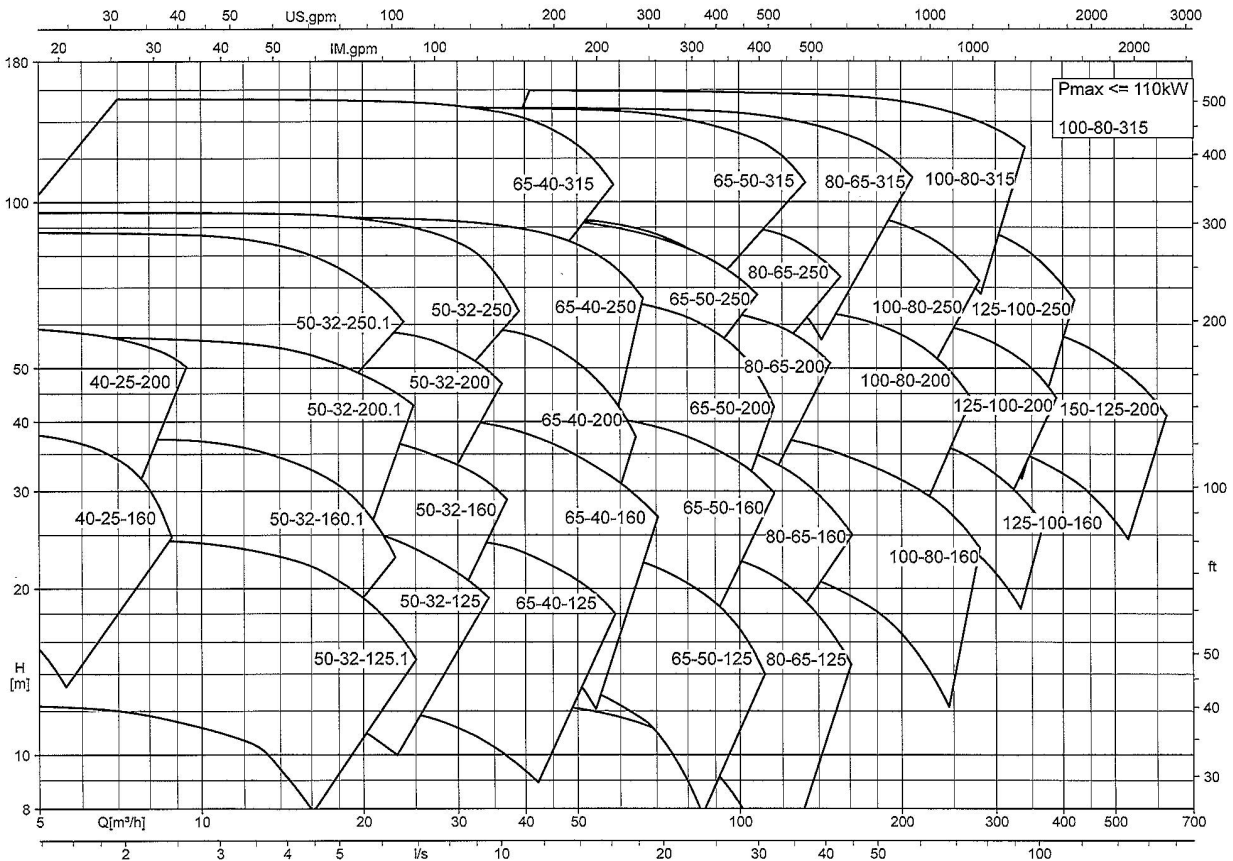 30 40 50 US.gpm 100 200 300 400 500 1000 2000 3000
20 30 40 50 IM.gpm 100 200 300 400 500 1000 2000
180
Pmax <= 110kW
100-80-315
500
400
65-40-315 65-50-315 80-65-315 100-80-315
100
300
80-65-250
50-32-250.1 50-32-250 65-40-250 65-50-250 100-80-250 125-100-250
200
50
40-25-200 50-32-200 80-65-200 100-80-200
40
50-32-200.1 65-40-200 65-50-200 125-100-200 150-125-200
30
100
40-25-160 50-32-160.1 50-32-160 65-40-160 65-50-160 80-65-160 100-80-160 125-100-160
ft
20
50-32-125 65-40-125
50-32-125.1 65-50-125 80-65-125
50
H
[m]
40
10
30
8
5 Q[m³/h] 10 20 30 40 50 100 200 300 400 500 700
2 3 4 5 l/s 10 20 30 40 50 100